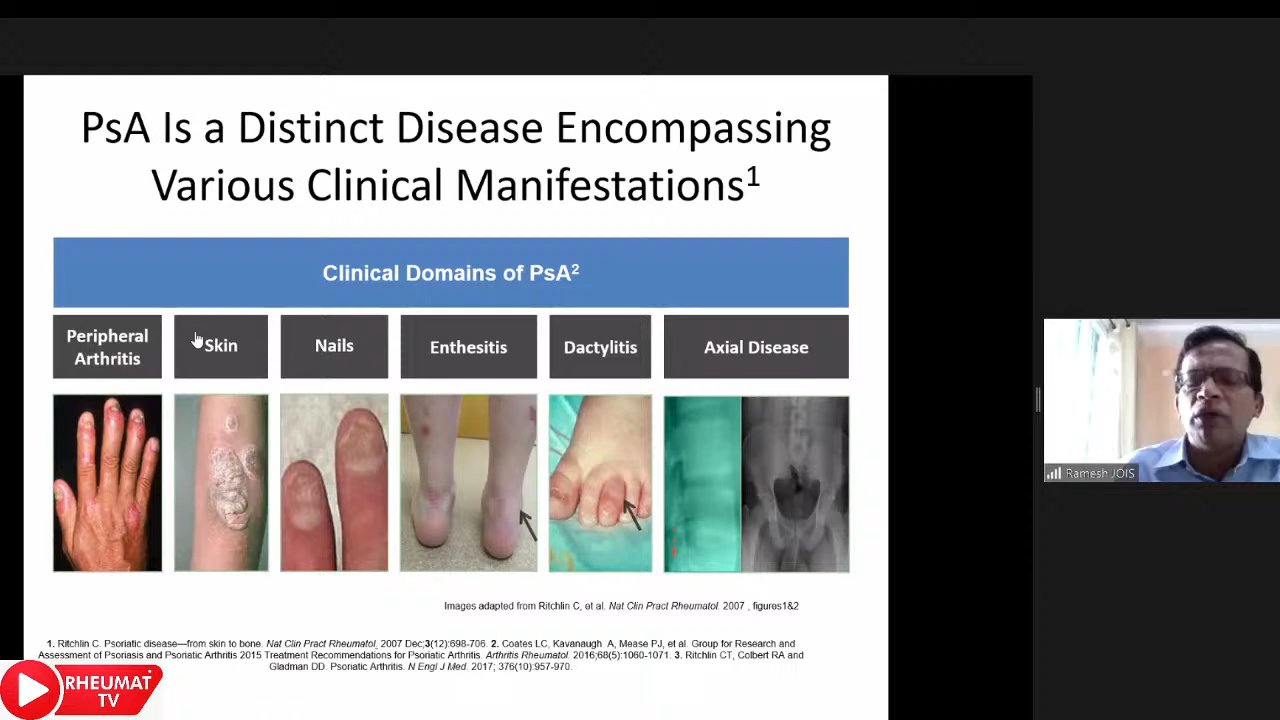 PsA Is a Distinct Disease Encompassing
Various Clinical Manifestations1
Clinical Domains of PsA2
Peripheral
Arthritis
Skin
Nails
Enthesitis
Dactylitis
Axial Disease
Images adapted from Ritchlin C, et al. Nat Clin Pract Rheumatol. 2007 , figures1&2
1. Ritchlin C. Psoriatic disease—from skin to bone. Nat Clin Pract Rheumatol. 2007 Dec;3(12):698-706. 2. Coates LC, Kavanaugh A, Mease PJ, et al. Group for Research and
Assessment of Psoriasis and Psoriatic Arthritis 2015 Treatment Recommendations for Psoriatic Arthritis. Arthritis Rheumatol. 2016;68(5):1060-1071. 3. Ritchlin CT, Colbert RA and
Gladman DD. Psoriatic Arthritis. N Engl J Med. 2017; 376(10):957-970.
Ramesh JOIS
RHEUMAT
TV